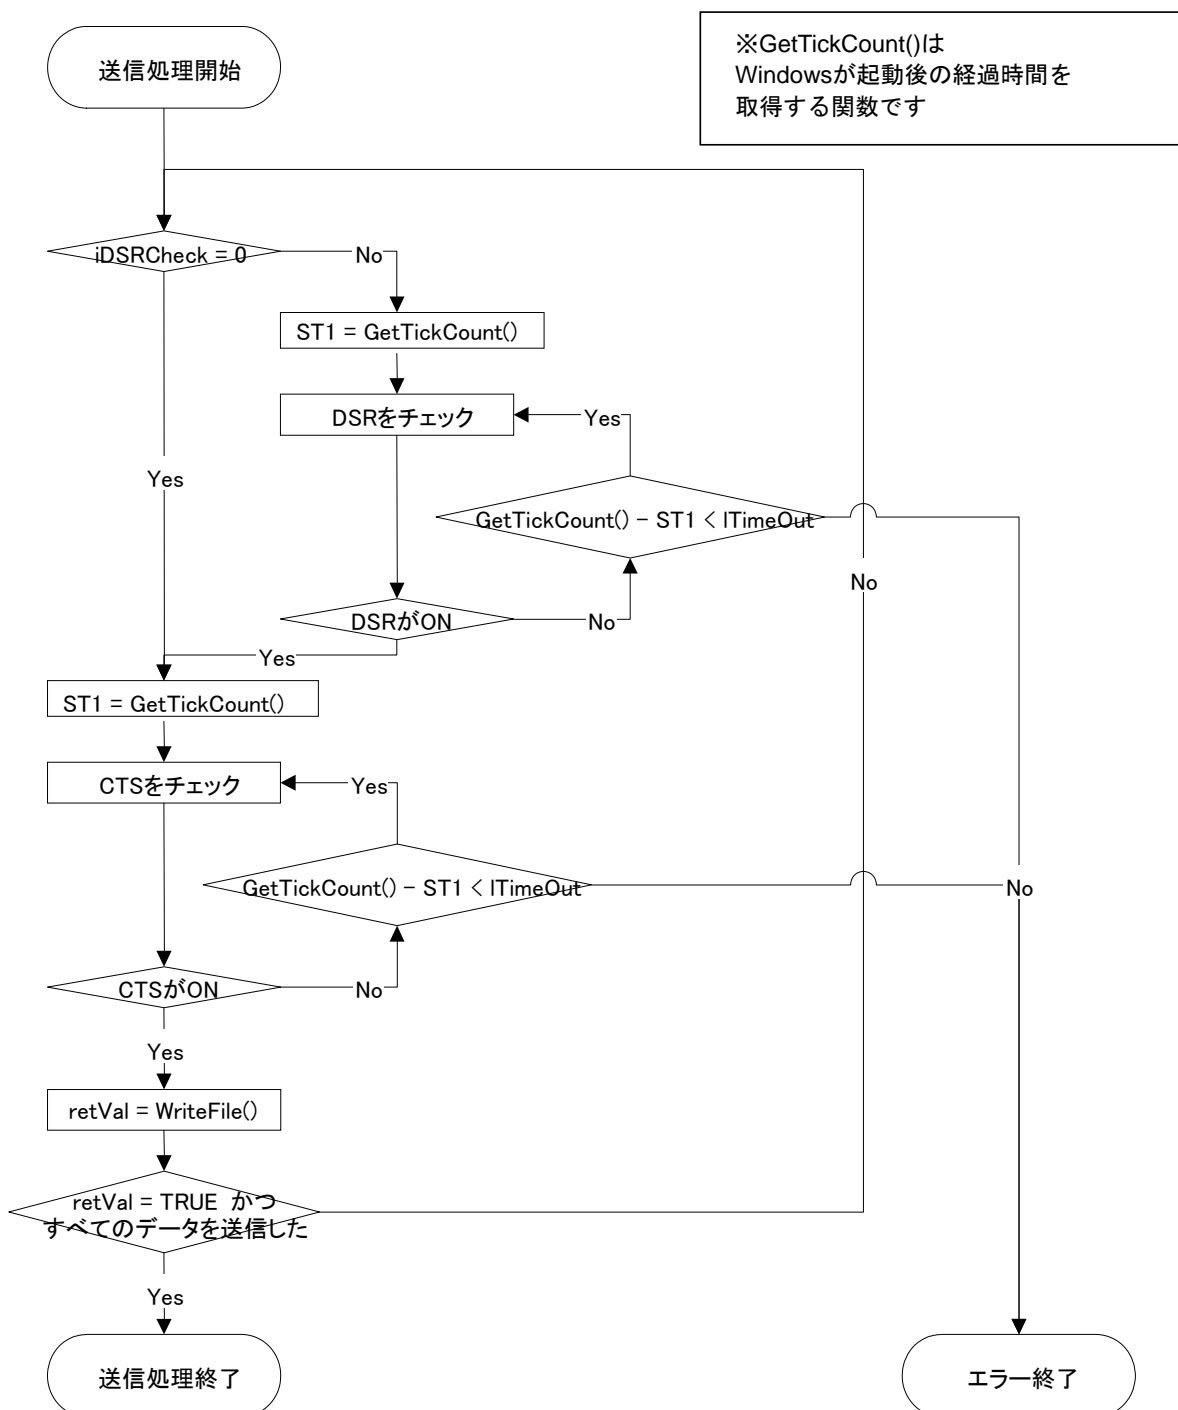 送信処理開始
※GetTickCount()は
Windowsが起動後の経過時間を
取得する関数です
iDSRCheck = 0
No
ST1 = GetTickCount()
DSRをチェック
Yes
Yes
GetTickCount() - ST1 < lTimeOut
No
DSRがON
No
Yes
ST1 = GetTickCount()
CTSをチェック
Yes
GetTickCount() - ST1 < lTimeOut
No
CTSがON
No
Yes
retVal = WriteFile()
retVal = TRUE かつ
すべてのデータを送信した
Yes
送信処理終了
エラー終了